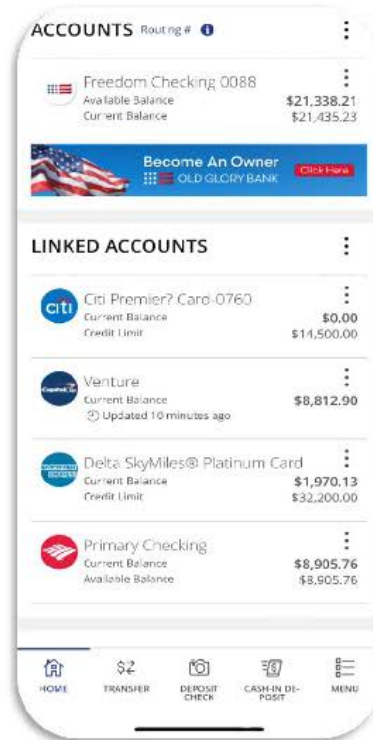 ACCOUNTS Routing #
Freedom Checking 0088
Available Balance $21,338.21
Current Balance $21,435.23
Become An Owner
OLD GLORY BANK
Click Here
LINKED ACCOUNTS
citi
Citi Premier? Card-0760
Current Balance $0.00
Credit Limit $14,500.00
Capital One
Venture
Current Balance $8,812.90
Updated 10 minutes ago
Delta SkyMiles® Platinum Card
Current Balance $1,970.13
Credit Limit $32,200.00
Primary Checking
Current Balance $8,905.76
Available Balance $8,905.76
HOME
TRANSFER
DEPOSIT
CHECK
CASH-IN DE-
POSIT
MENU